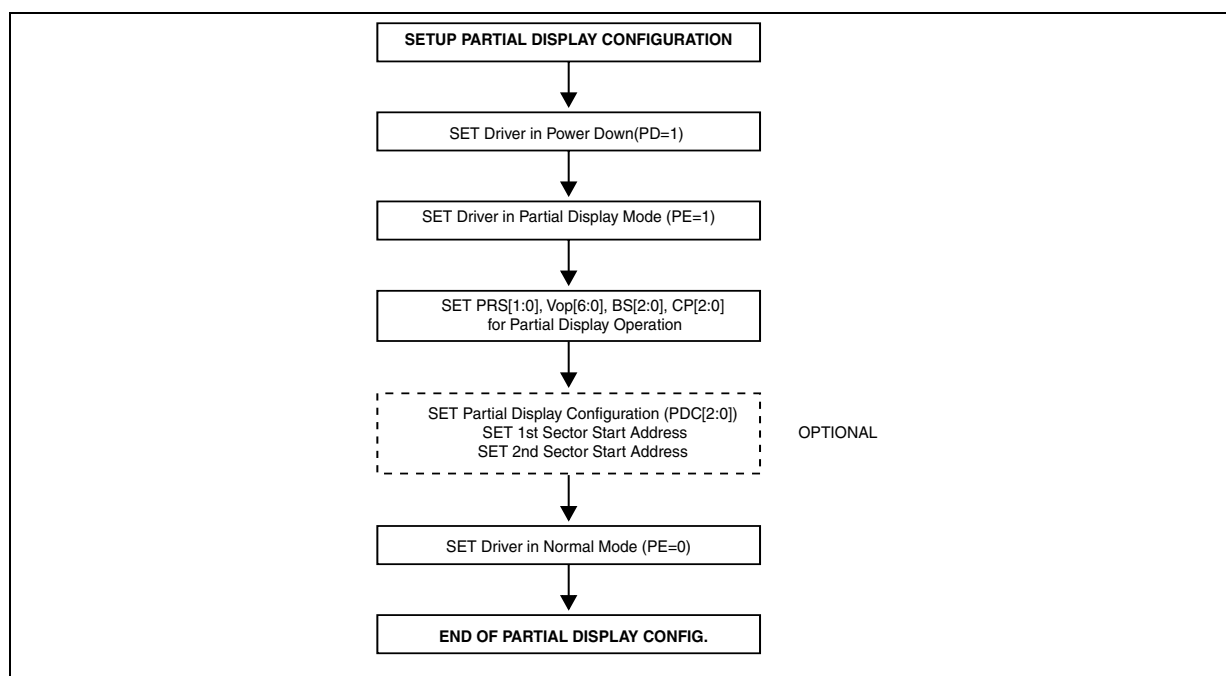 SETUP PARTIAL DISPLAY CONFIGURATION
SET Driver in Power Down(PD=1)
SET Driver in Partial Display Mode (PE=1)
SET PRS[1:0], Vop[6:0], BS[2:0], CP[2:0]
for Partial Display Operation
SET Partial Display Configuration (PDC[2:0])
SET 1st Sector Start Address
SET 2nd Sector Start Address
OPTIONAL
SET Driver in Normal Mode (PE=0)
END OF PARTIAL DISPLAY CONFIG.